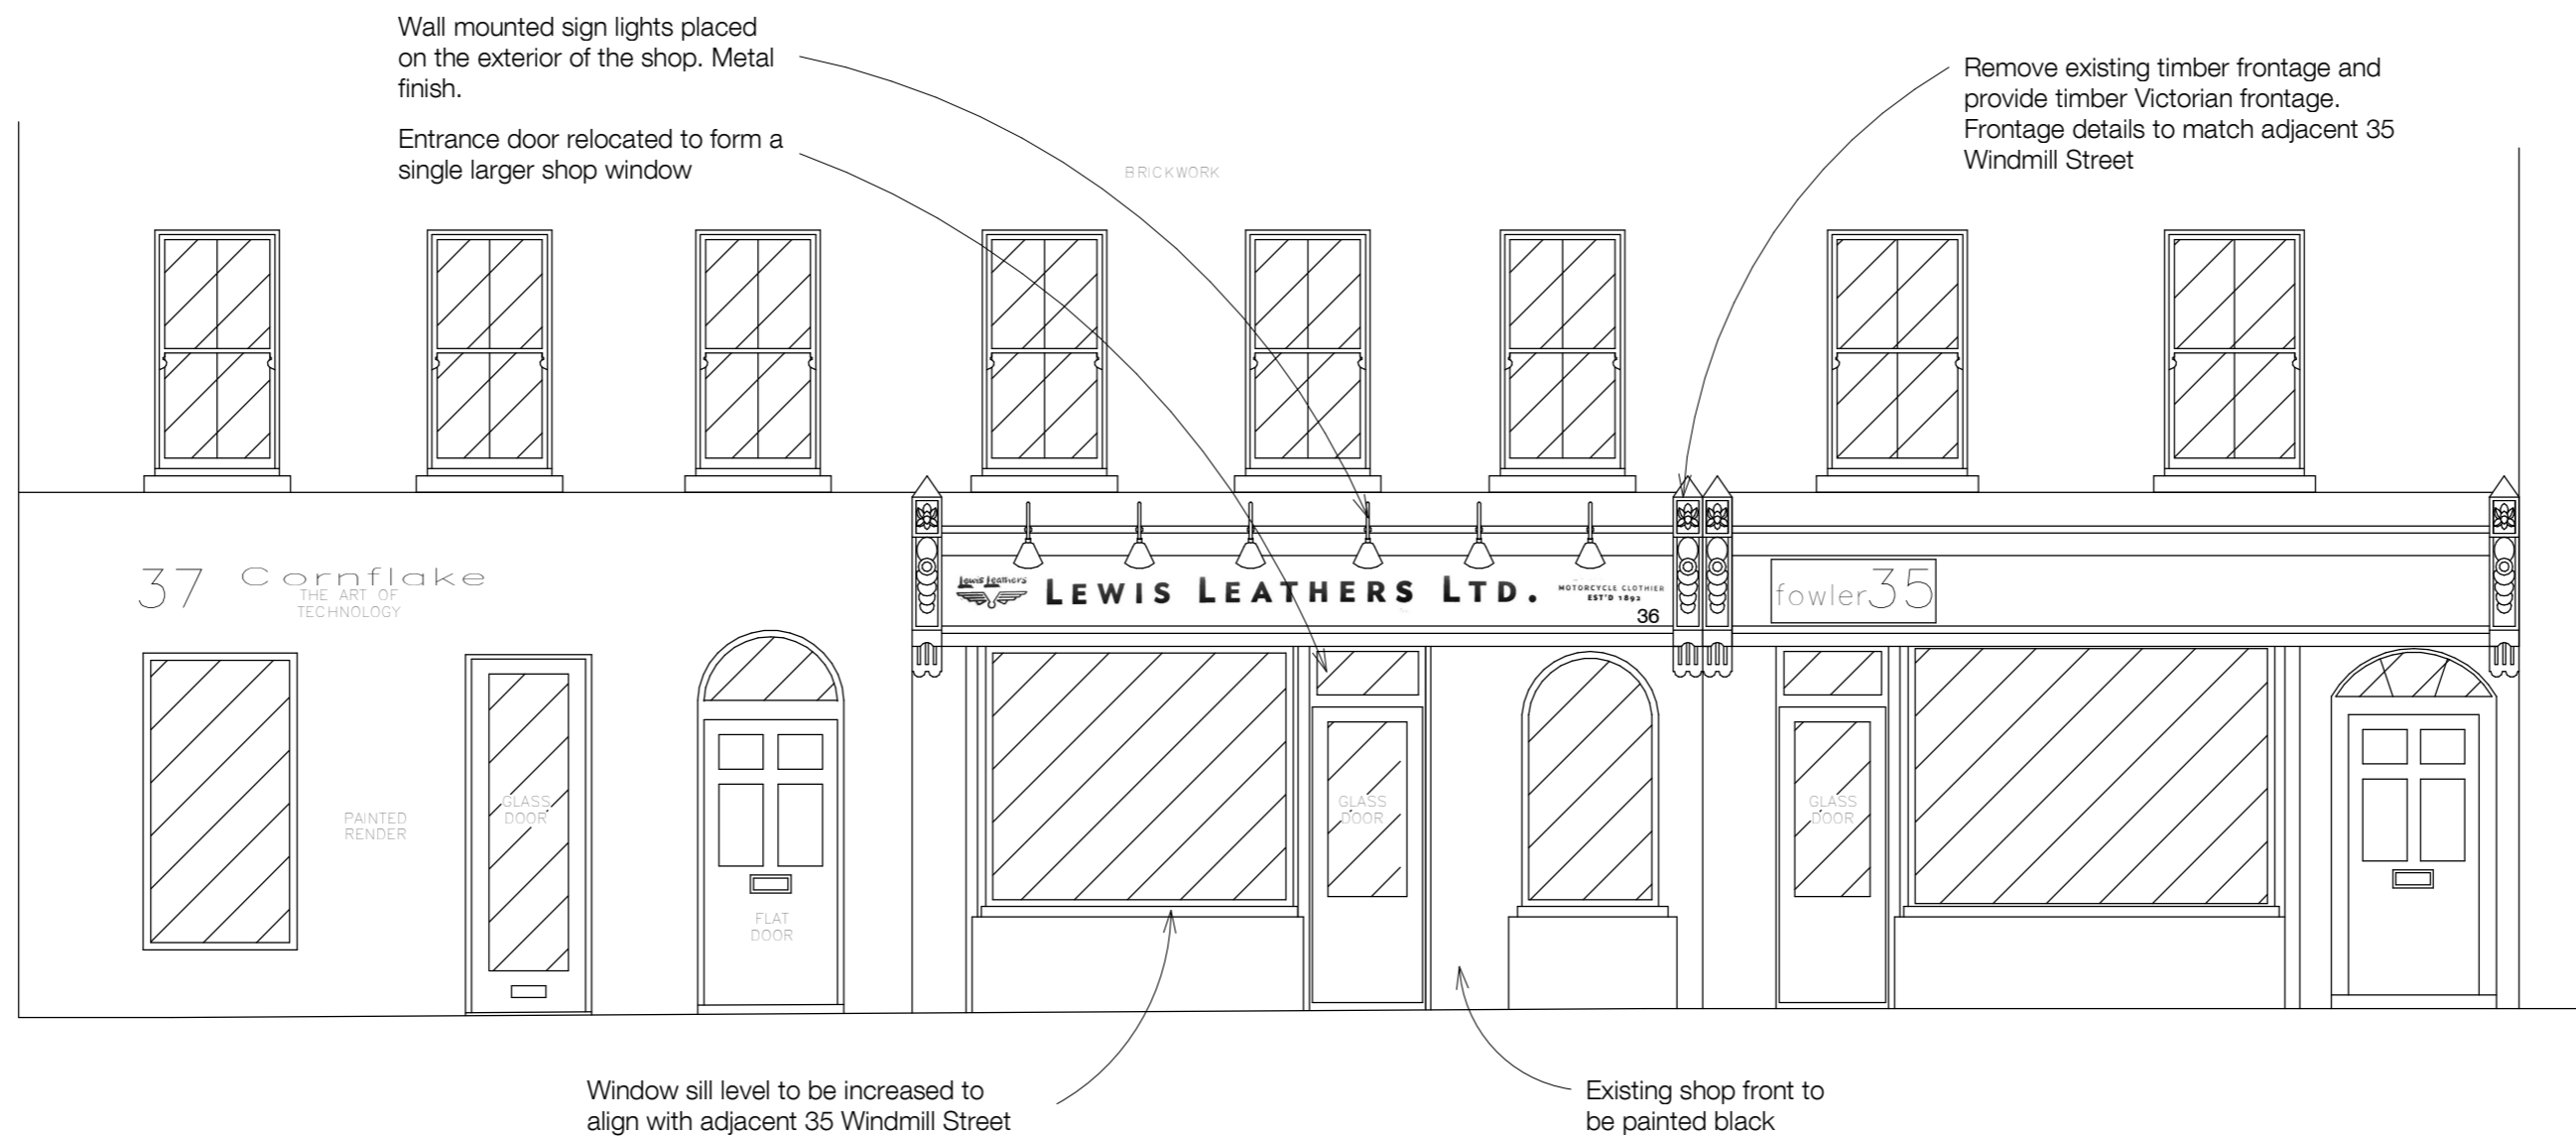 Wall mounted sign lights placed
on the exterior of the shop. Metal
finish.
Entrance door relocated to form a
single larger shop window
Remove existing timber frontage and
provide timber Victorian frontage.
Frontage details to match adjacent 35
Windmill Street
BRICKWORK
37 Cornflake
THE ART OF
TECHNOLOGY
Lewis Leathers
LEWIS LEATHERS LTD.
MOTORCYCLE CLOTHIER
EST'D 1892
36
fowler35
PAINTED
RENDER
GLASS
DOOR
FLAT
DOOR
GLASS
DOOR
GLASS
DOOR
Window sill level to be increased to
align with adjacent 35 Windmill Street
Existing shop front to
be painted black